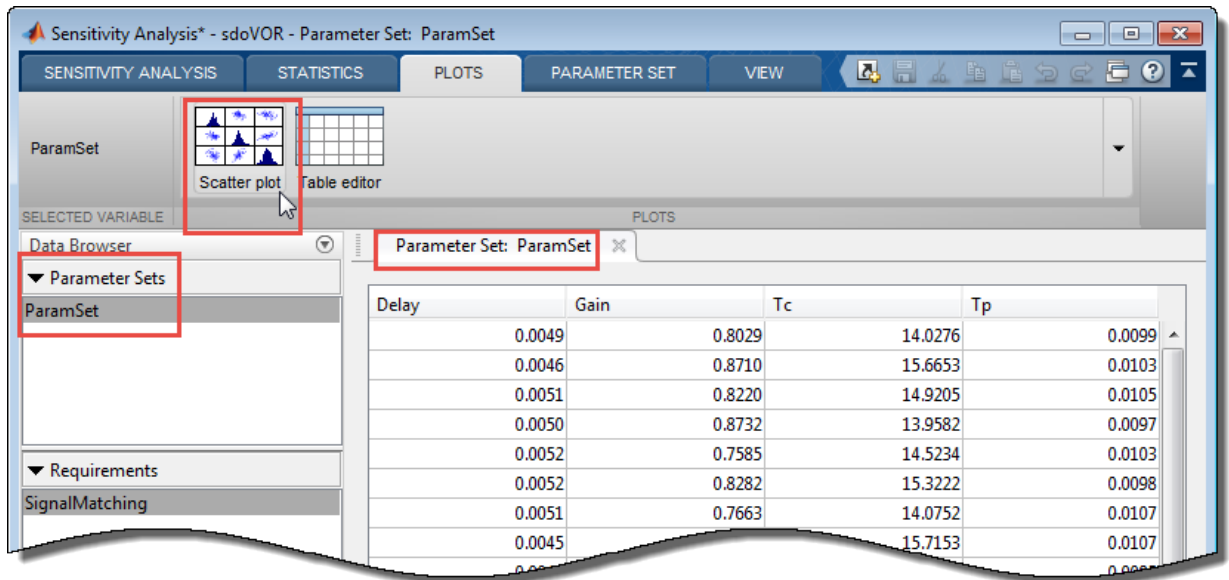 Sensitivity Analysis* - sdoVOR - Parameter Set: ParamSet
SENSITIVITY ANALYSIS STATISTICS PLOTS PARAMETER SET VIEW
ParamSet
Scatter plot Table editor
SELECTED VARIABLE PLOTS
Data Browser
Parameter Set: ParamSet
Parameter Sets
ParamSet
Delay Gain Tc Tp
0.0049 0.8029 14.0276 0.0099
0.0046 0.8710 15.6653 0.0103
0.0051 0.8220 14.9205 0.0105
0.0050 0.8732 13.9582 0.0097
0.0052 0.7585 14.5234 0.0103
0.0052 0.8282 15.3222 0.0098
0.0051 0.7663 14.0752 0.0107
0.0045 15.7153 0.0107
Requirements
SignalMatching